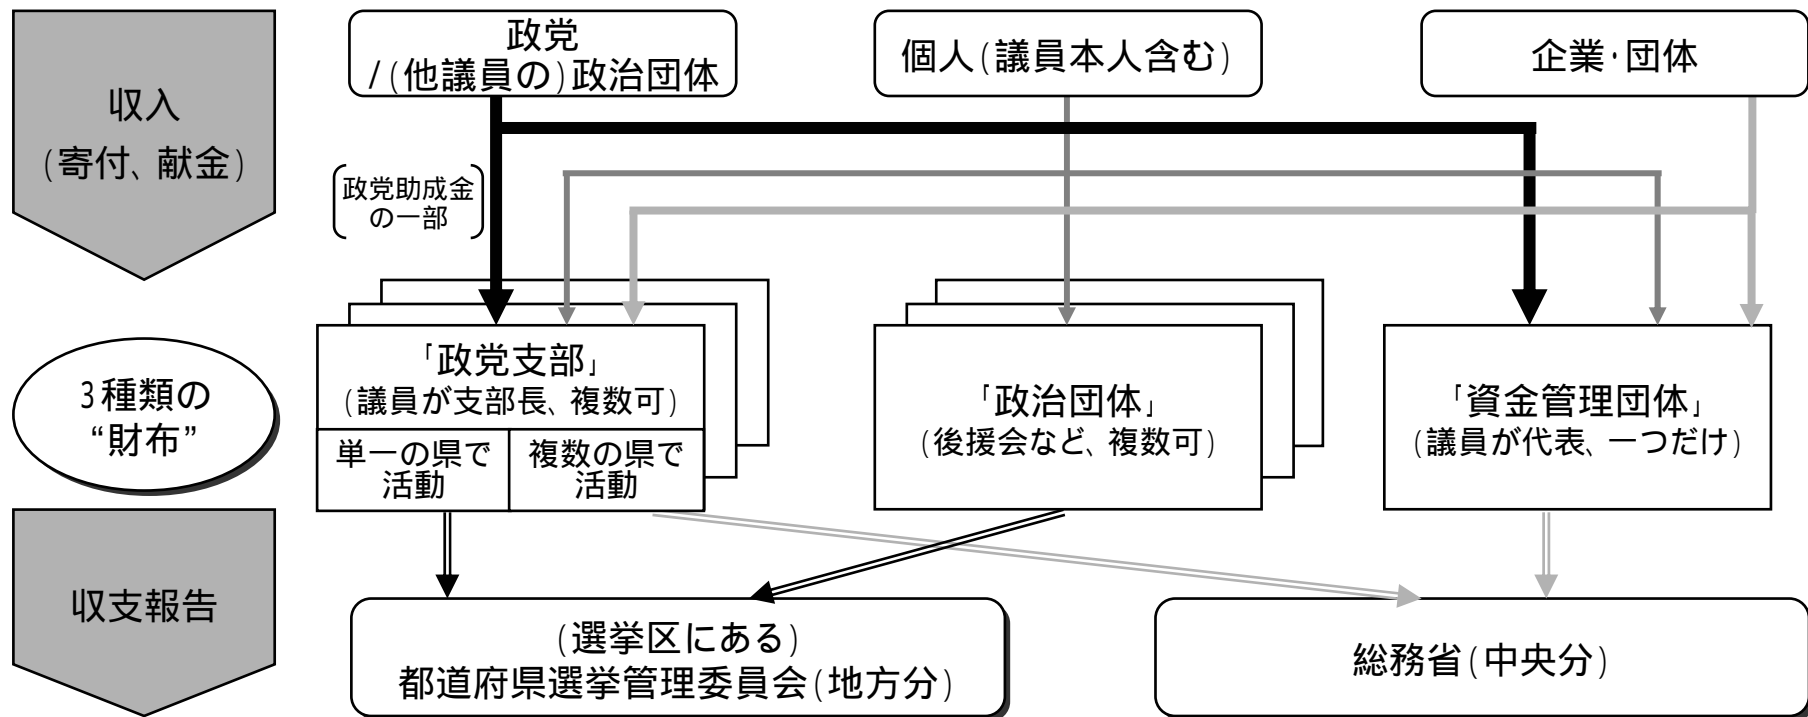 収入
(寄付、献金)
政党
/(他議員の)政治団体
個人(議員本人含む)
企業・団体
政党助成金
の一部
3種類の
“財布”
「政党支部」
(議員が支部長、複数可)
単一の県で
活動
複数の県で
活動
「政治団体」
(後援会など、複数可)
「資金管理団体」
(議員が代表、一つだけ)
収支報告
(選挙区にある)
都道府県選挙管理委員会(地方分)
総務省(中央分)